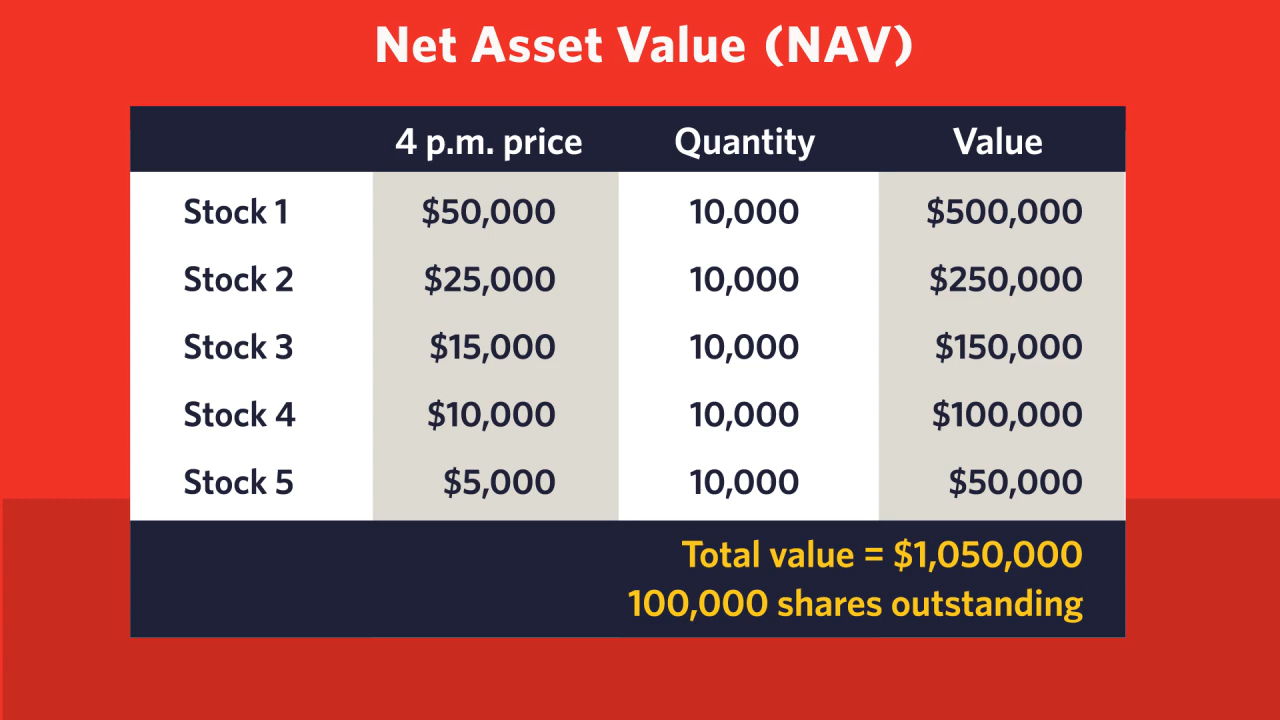 Net Asset Value (NAV)
4 p.m. price Quantity Value
Stock 1 $50,000 10,000 $500,000
Stock 2 $25,000 10,000 $250,000
Stock 3 $15,000 10,000 $150,000
Stock 4 $10,000 10,000 $100,000
Stock 5 $5,000 10,000 $50,000
Total value = $1,050,000
100,000 shares outstanding